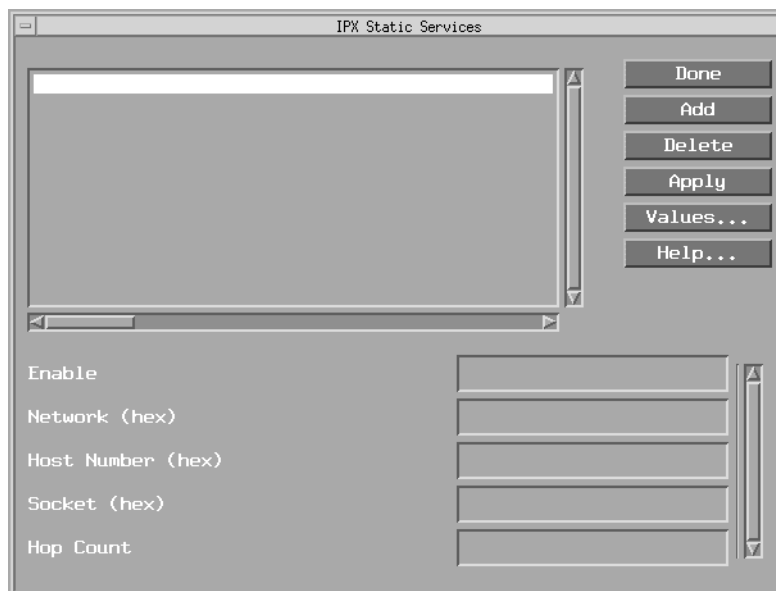 IPX Static Services
Done
Add
Delete
Apply
Values...
Help...
Enable
Network (hex)
Host Number (hex)
Socket (hex)
Hop Count